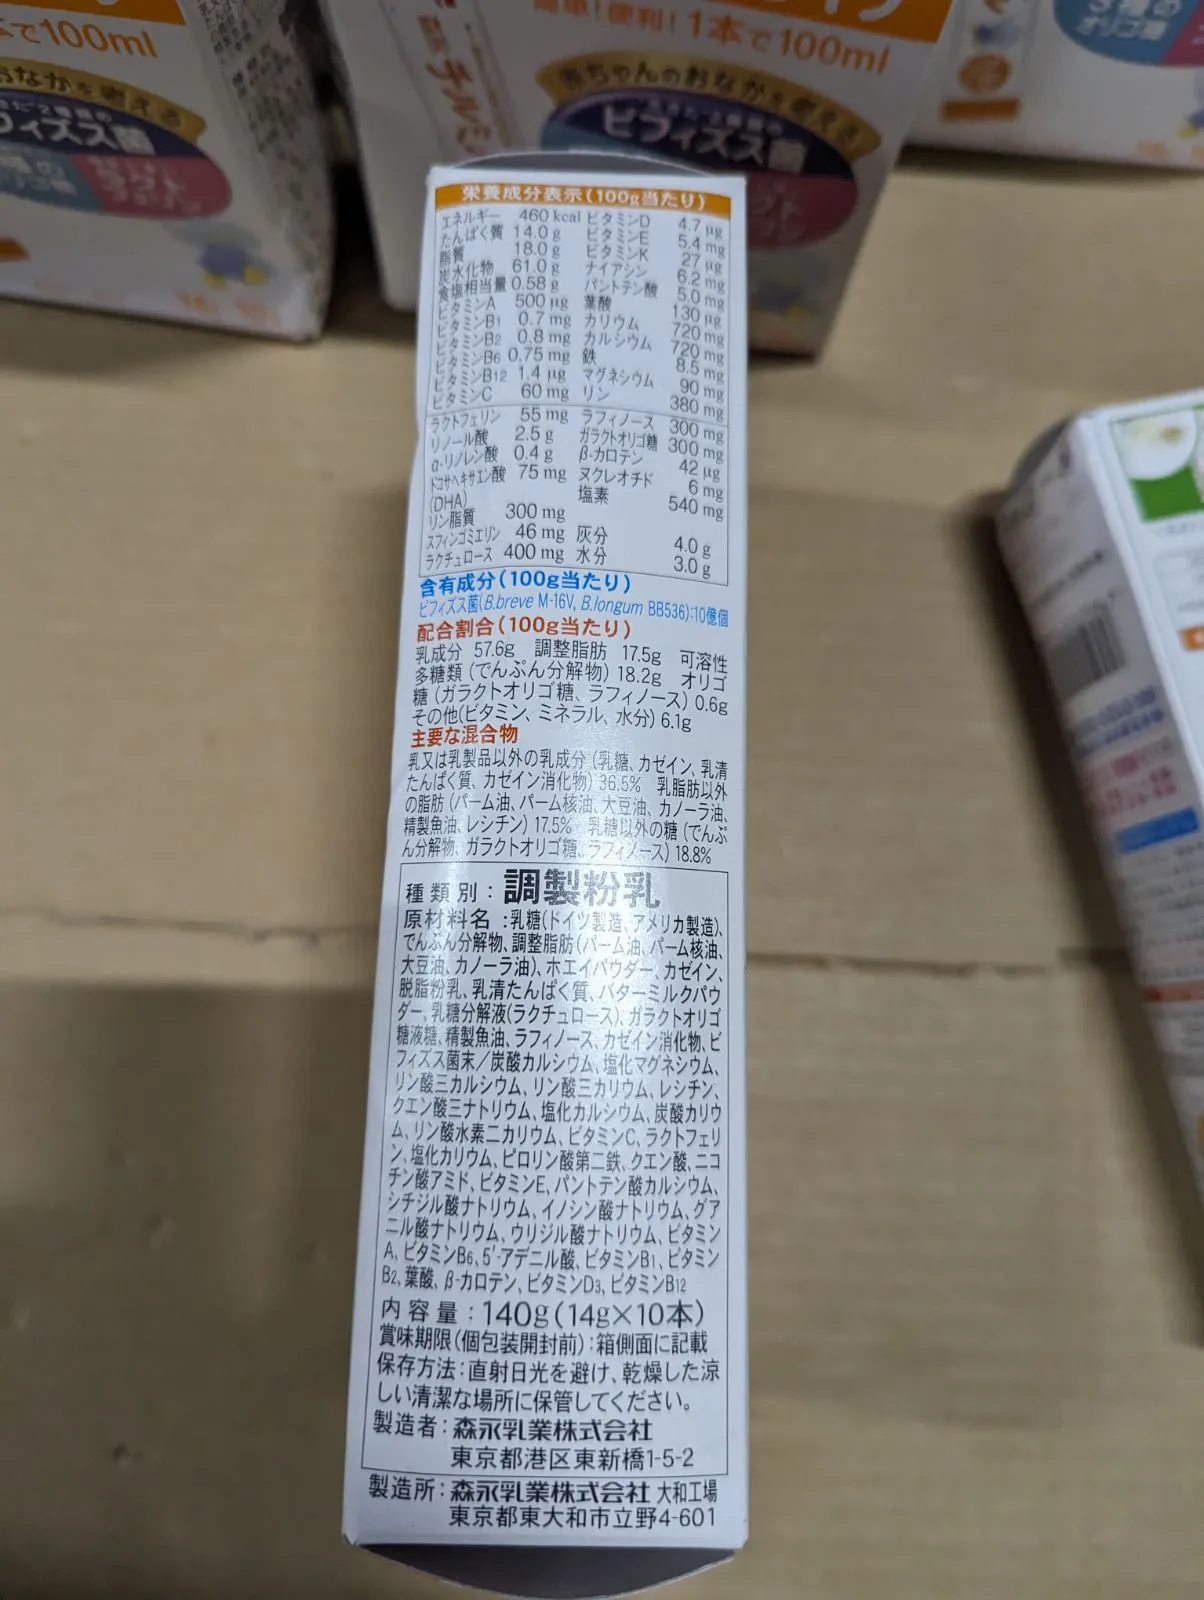 本で100ml
おなかを考える
ビフィズス菌
簡単!便利!1本で100ml
赤ちゃんのおなかを考える
ビフィズス菌
オリゴ糖
栄養成分表示(100g当たり)
エネルギー 460 kcal ビタミンD 4.7 μg
たんぱく質 14.0 g ビタミンE 5.4 mg
脂質 18.0 g ビタミンK 27 μg
炭水化物 61.0 g ナイアシン 6.2 mg
食塩相当量 0.58 g パントテン酸 5.0 mg
ビタミンA 500 μg 葉酸 130 μg
ビタミンB1 0.7 mg カリウム 720 mg
ビタミンB2 0.8 mg カルシウム 720 mg
ビタミンB6 0.75 mg 鉄 8.5 mg
ビタミンB12 1.4 μg マグネシウム 90 mg
ビタミンC 60 mg リン 380 mg
ラクトフェリン 55 mg ラフィノース 300 mg
リノール酸 2.5 g ガラクトオリゴ糖 300 mg
α-リノレン酸 0.4 g β-カロテン 42 μg
ドコサヘキサエン酸 75 mg ヌクレオチド 6 mg
(DHA) 塩素 540 mg
リン脂質 300 mg
スフィンゴミエリン 46 mg 灰分 4.0 g
ラクチュロース 400 mg 水分 3.0 g
含有成分(100g当たり)
ビフィズス菌(B.breve M-16V, B.longum BB536):10億個
配合割合(100g当たり)
乳成分 57.6g 調整脂肪 17.5g 可溶性
多糖類(でんぷん分解物)18.2g オリゴ
糖(ガラクトオリゴ糖、ラフィノース)0.6g
その他(ビタミン、ミネラル、水分)6.1g
主要な混合物
乳又は乳製品以外の乳成分(乳糖、カゼイン、乳清
たんぱく質、カゼイン消化物)36.5% 乳脂肪以外
の脂肪(パーム油、パーム核油、大豆油、カノーラ油、
精製魚油、レシチン)17.5% 乳糖以外の糖(でんぷ
ん分解物、ガラクトオリゴ糖、ラフィノース)18.8%
種類別:調製粉乳
原材料名:乳糖(ドイツ製造、アメリカ製造)、
でんぷん分解物、調整脂肪(パーム油、パーム核油、
大豆油、カノーラ油)、ホエイパウダー、カゼイン、
脱脂粉乳、乳清たんぱく質、バターミルクパウ
ダー、乳糖分解液(ラクチュロース)、ガラクトオリゴ
糖液糖、精製魚油、ラフィノース、カゼイン消化物、ビ
フィズス菌末/炭酸カルシウム、塩化マグネシウム、
リン酸三カルシウム、リン酸三カリウム、レシチン、
クエン酸三ナトリウム、塩化カルシウム、炭酸カリウ
ム、リン酸水素二カリウム、ビタミンC、ラクトフェリ
ン、塩化カリウム、ピロリン酸第二鉄、クエン酸、ニコ
チン酸アミド、ビタミンE、パントテン酸カルシウム、
シチジル酸ナトリウム、イノシン酸ナトリウム、グア
ニル酸ナトリウム、ウリジル酸ナトリウム、ビタミン
A、ビタミンB6、5'-アデニル酸、ビタミンB1、ビタミン
B2、葉酸、β-カロテン、ビタミンD3、ビタミンB12
内容量:140g(14g×10本)
賞味期限(個包装開封前):箱側面に記載
保存方法:直射日光を避け、乾燥した涼
しい清潔な場所に保管してください。
製造者:森永乳業株式会社
東京都港区東新橋1-5-2
製造所:森永乳業株式会社 大和工場
東京都東大和市立野4-601